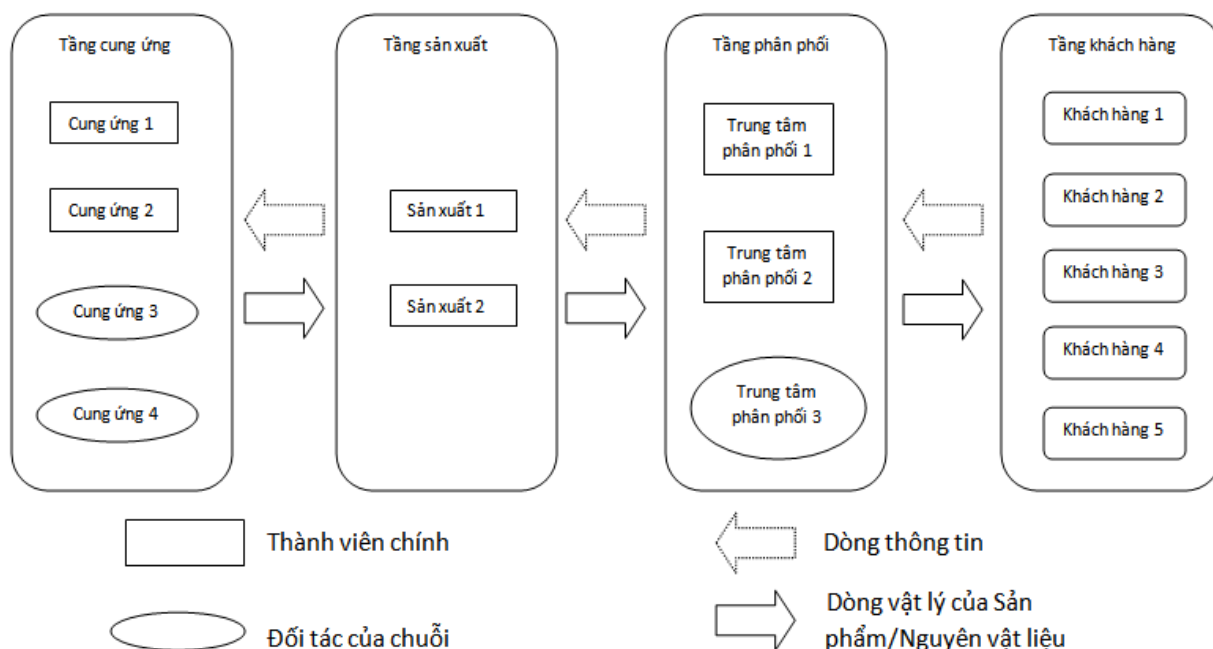 Tầng cung ứng
Cung ứng 1
Cung ứng 2
Cung ứng 3
Cung ứng 4
Tầng sản xuất
Sản xuất 1
Sản xuất 2
Tầng phân phối
Trung tâm
phân phối 1
Trung tâm
phân phối 2
Trung tâm
phân phối 3
Tầng khách hàng
Khách hàng 1
Khách hàng 2
Khách hàng 3
Khách hàng 4
Khách hàng 5
Thành viên chính
Đối tác của chuỗi
Dòng thông tin
Dòng vật lý của Sản
phẩm/Nguyên vật liệu